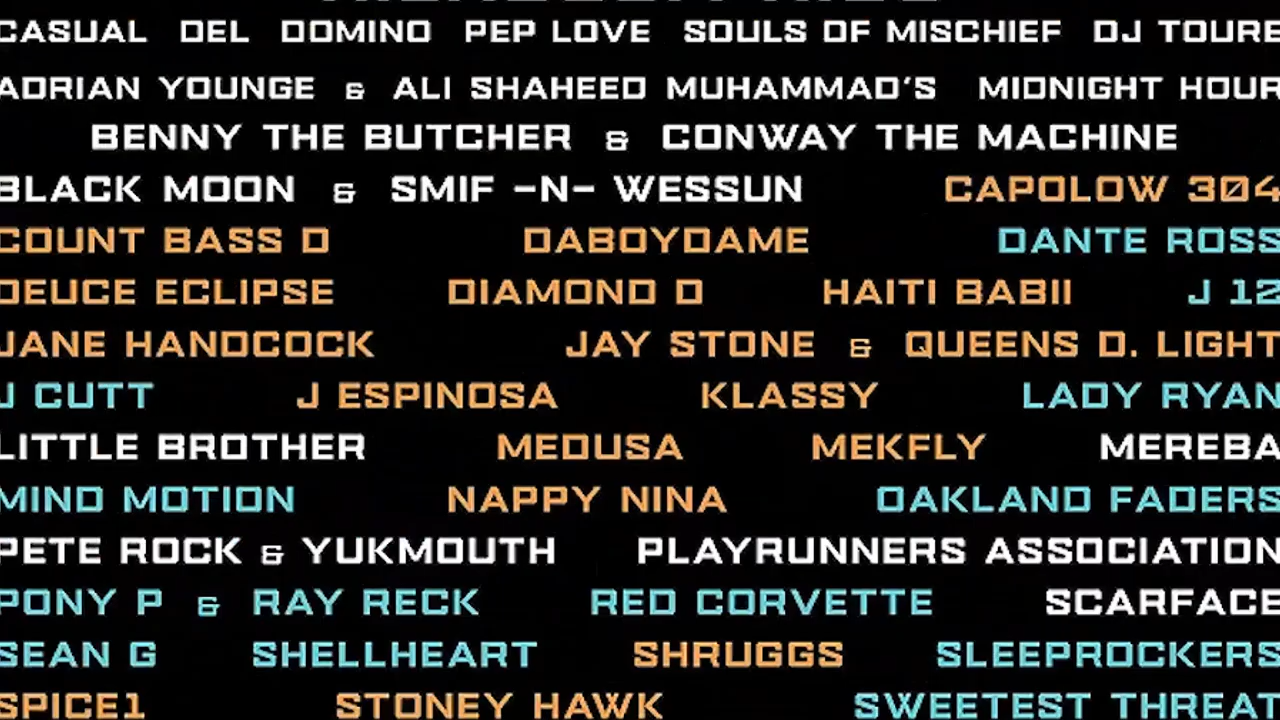 CASUAL DEL DOMINO PEP LOVE SOULS OF MISCHIEF DJ TOURE
ADRIAN YOUNGE & ALI SHAHEED MUHAMMAD'S MIDNIGHT HOUR
BENNY THE BUTCHER & CONWAY THE MACHINE
BLACK MOON & SMIF -N- WESSUN CAPOLOW 304
COUNT BASS D DABOYDAME DANTE ROSS
DEUCE ECLIPSE DIAMOND D HAITI BABII J 12
JANE HANDCOCK JAY STONE & QUEENS D. LIGHT
J CUTT J ESPINOSA KLASSY LADY RYAN
LITTLE BROTHER MEDUSA MEKFLY MEREBA
MIND MOTION NAPPY NINA OAKLAND FADERS
PETE ROCK & YUKMOUTH PLAYRUNNERS ASSOCIATION
PONY P & RAY RECK RED CORVETTE SCARFACE
SEAN G SHELLHEART SHRUGGS SLEEPROCKERS
SPICE1 STONEY HAWK SWEETEST THREAT